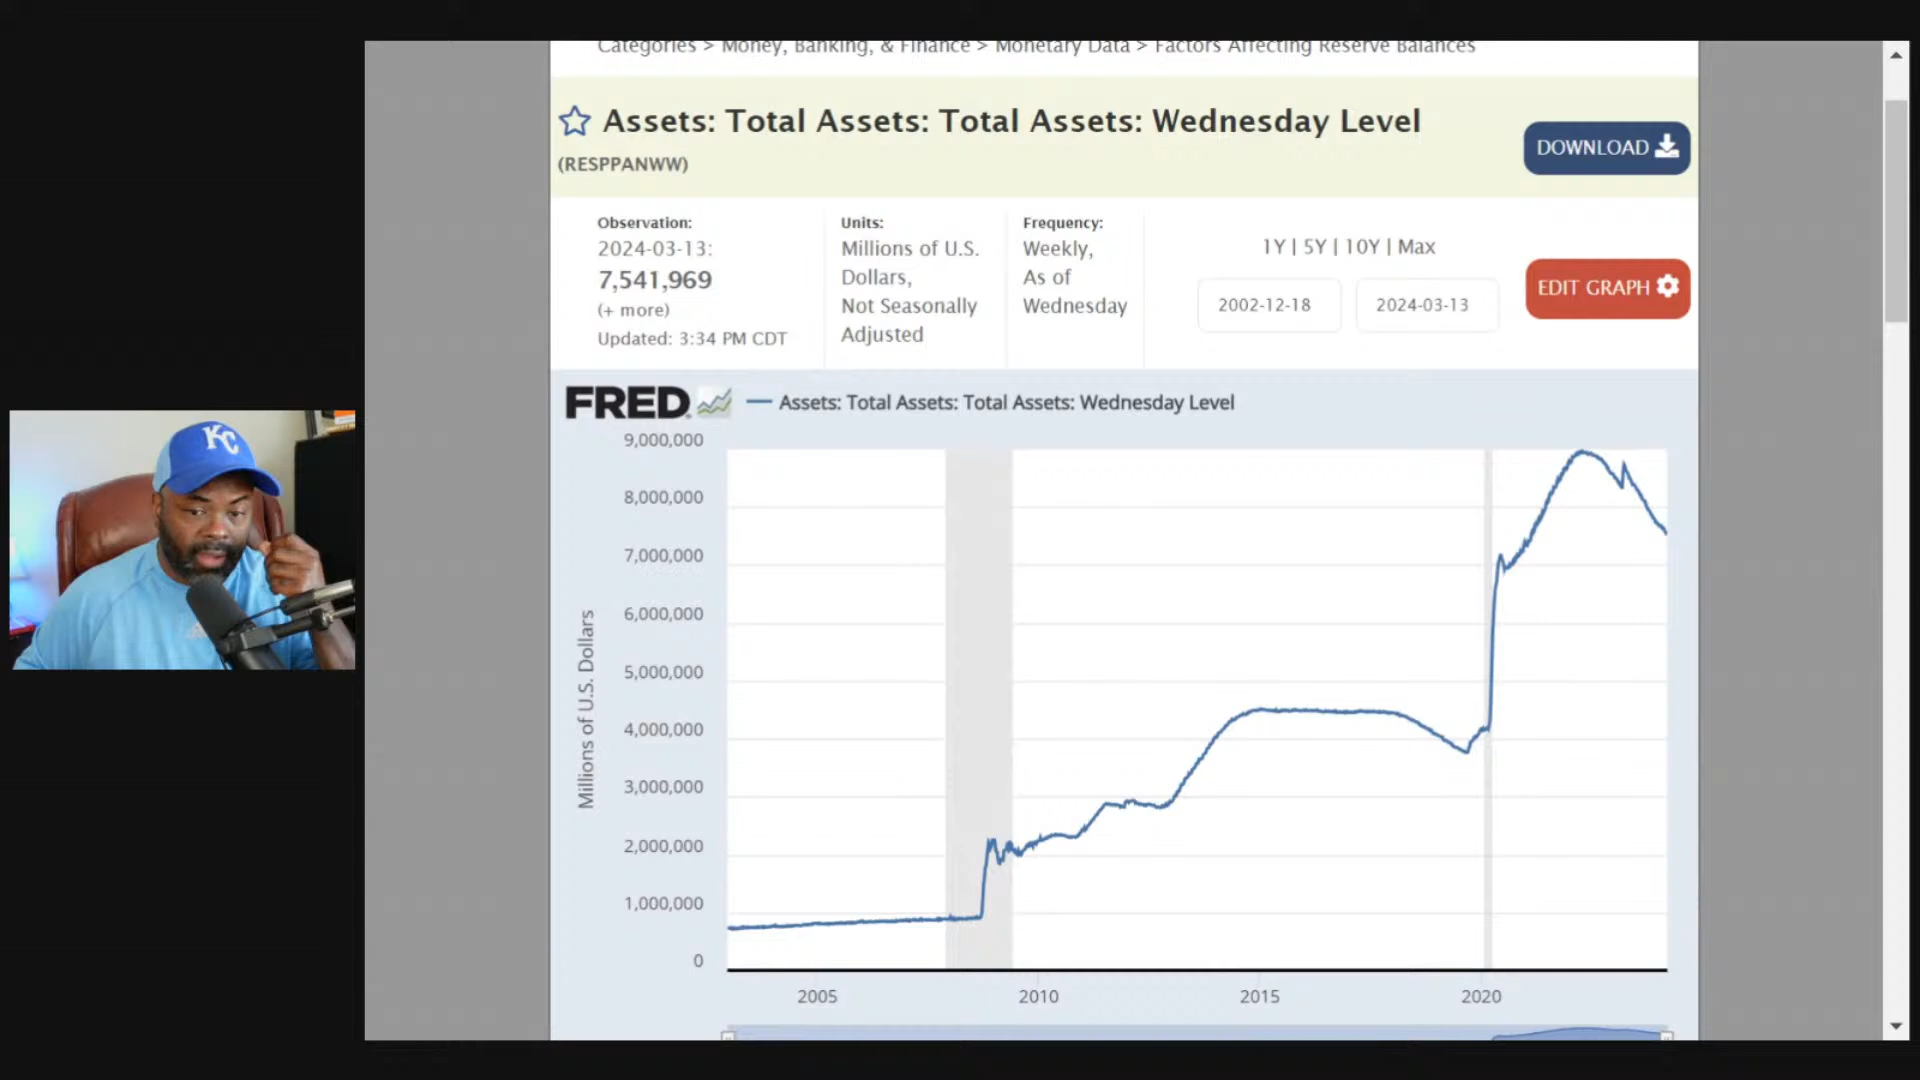 Categories > Money, Banking, & Finance > Monetary Data > Factors Affecting Reserve Balances
Assets: Total Assets: Total Assets: Wednesday Level
(RESPPANWW)
DOWNLOAD
Observation:
2024-03-13:
7,541,969
(+ more)
Updated: 3:34 PM CDT
Units:
Millions of U.S.
Dollars,
Not Seasonally
Adjusted
Frequency:
Weekly,
As of
Wednesday
1Y | 5Y | 10Y | Max
2002-12-18
2024-03-13
EDIT GRAPH
FRED
Assets: Total Assets: Total Assets: Wednesday Level
Millions of U.S. Dollars
9,000,000
8,000,000
7,000,000
6,000,000
5,000,000
4,000,000
3,000,000
2,000,000
1,000,000
0
2005
2010
2015
2020
KC